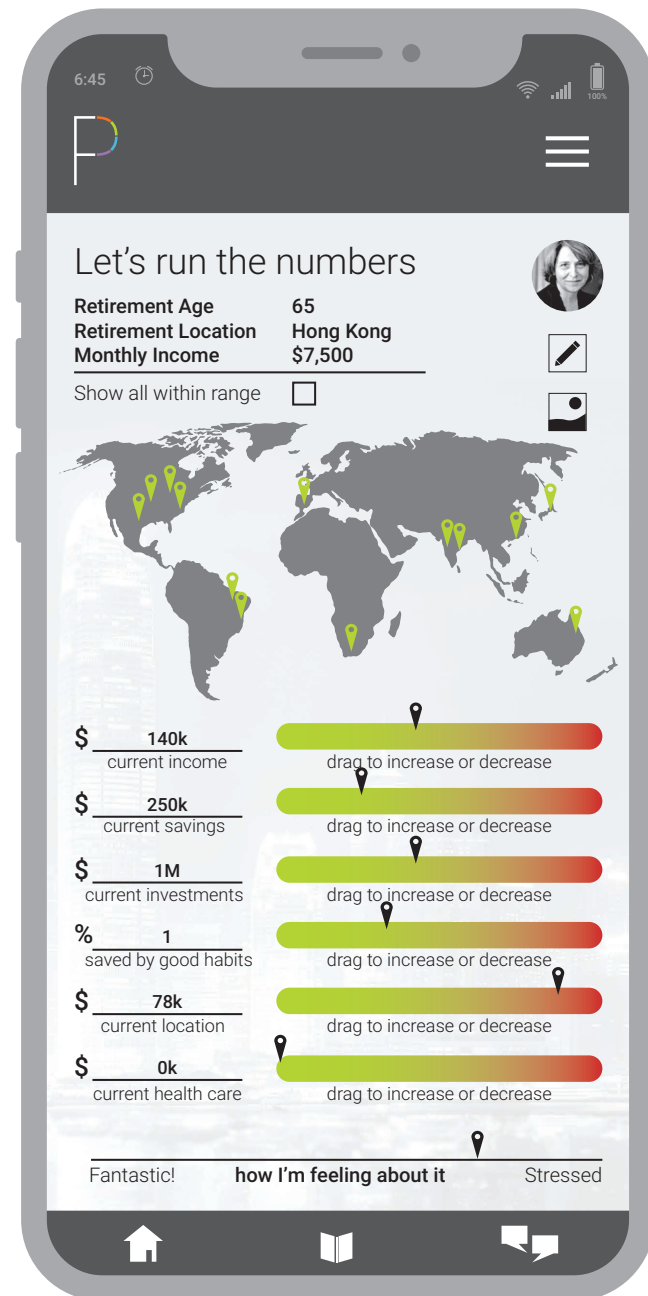 6:45
100%
P
Let's run the numbers
Retirement Age 65
Retirement Location Hong Kong
Monthly Income $7,500
Show all within range
$ 140k
current income
drag to increase or decrease
$ 250k
current savings
drag to increase or decrease
$ 1M
current investments
drag to increase or decrease
% 1
saved by good habits
drag to increase or decrease
$ 78k
current location
drag to increase or decrease
$ 0k
current health care
drag to increase or decrease
Fantastic! how I'm feeling about it Stressed